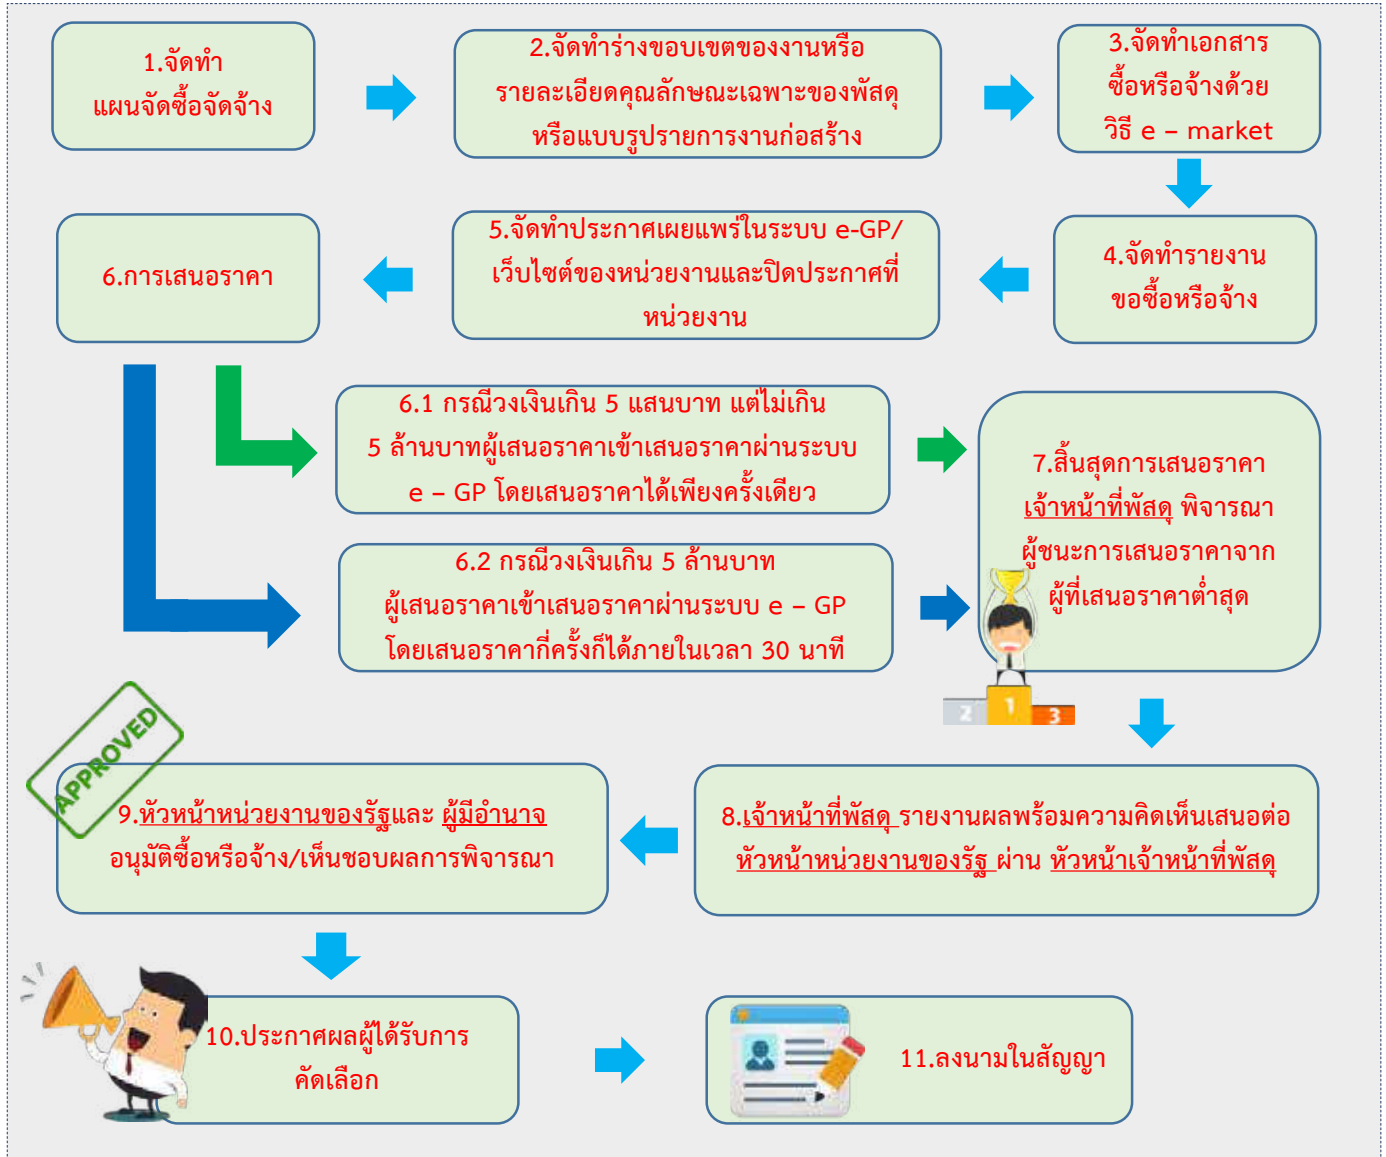 1.จัดทำ
แผนจัดซื้อจัดจ้าง
2.จัดทำร่างขอบเขตของงานหรือ
รายละเอียดคุณลักษณะเฉพาะของพัสดุ
หรือแบบรูปรายการงานก่อสร้าง
3.จัดทำเอกสาร
ซื้อหรือจ้างด้วย
วิธี e – market
4.จัดทำรายงาน
ขอซื้อหรือจ้าง
5.จัดทำประกาศเผยแพร่ในระบบ e-GP/
เว็บไซต์ของหน่วยงานและปิดประกาศที่
หน่วยงาน
6.การเสนอราคา
6.1 กรณีวงเงินเกิน 5 แสนบาท แต่ไม่เกิน
5 ล้านบาทผู้เสนอราคาเข้าเสนอราคาผ่านระบบ
e – GP โดยเสนอราคาได้เพียงครั้งเดียว
6.2 กรณีวงเงินเกิน 5 ล้านบาท
ผู้เสนอราคาเข้าเสนอราคาผ่านระบบ e – GP
โดยเสนอราคากี่ครั้งก็ได้ภายในเวลา 30 นาที
7.สิ้นสุดการเสนอราคา
เจ้าหน้าที่พัสดุ พิจารณา
ผู้ชนะการเสนอราคาจาก
ผู้ที่เสนอราคาต่ำสุด
2 1 3
8.เจ้าหน้าที่พัสดุ รายงานผลพร้อมความคิดเห็นเสนอต่อ
หัวหน้าหน่วยงานของรัฐ ผ่าน หัวหน้าเจ้าหน้าที่พัสดุ
APPROVED
9.หัวหน้าหน่วยงานของรัฐและ ผู้มีอำนาจ
อนุมัติซื้อหรือจ้าง/เห็นชอบผลการพิจารณา
10.ประกาศผลผู้ได้รับการ
คัดเลือก
11.ลงนามในสัญญา